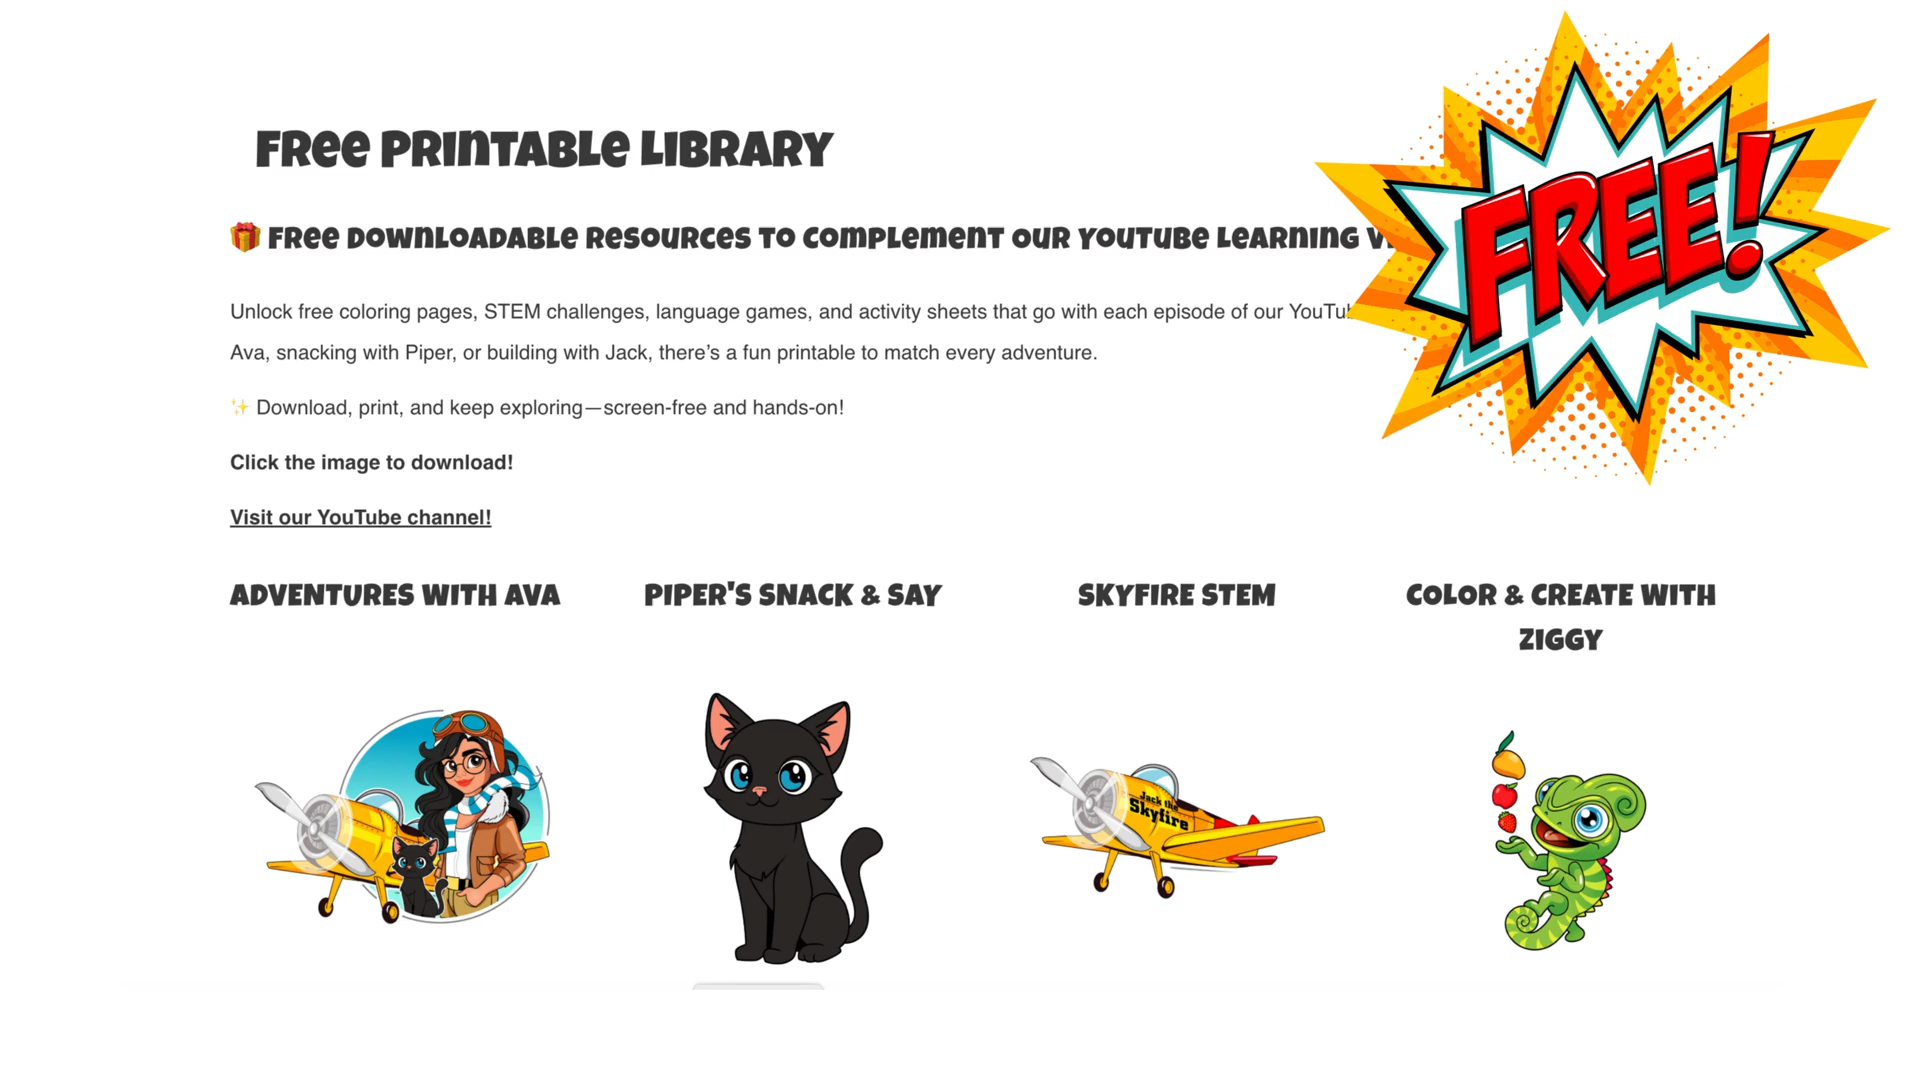 Free Printable Library
FREE!
🎁 Free Downloadable Resources to Complement Our YouTube Learning
Unlock free coloring pages, STEM challenges, language games, and activity sheets that go with each episode of our
Ava, snacking with Piper, or building with Jack, there's a fun printable to match every adventure.
✨ Download, print, and keep exploring—screen-free and hands-on!
Click the image to download!
Visit our YouTube channel!
ADVENTURES WITH AVA
PIPER'S SNACK & SAY
SKYFIRE STEM
COLOR & CREATE WITH
ZIGGY
Jack the
Skyfire